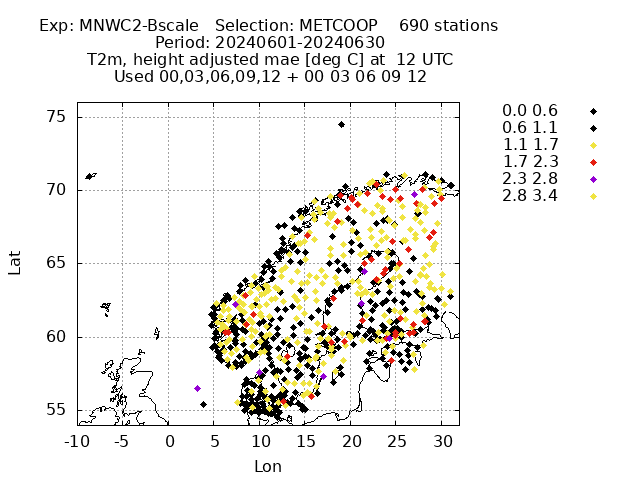 Exp: MNWC2-Bscale   Selection: METCOOP    690 stations
Period: 20240601-20240630
T2m, height adjusted mae [deg C] at  12 UTC
Used 00,03,06,09,12 + 00 03 06 09 12
0.0 0.6
0.6 1.1
1.1 1.7
1.7 2.3
2.3 2.8
2.8 3.4
75
70
65
60
55
Lat
-10 -5 0 5 10 15 20 25 30
Lon